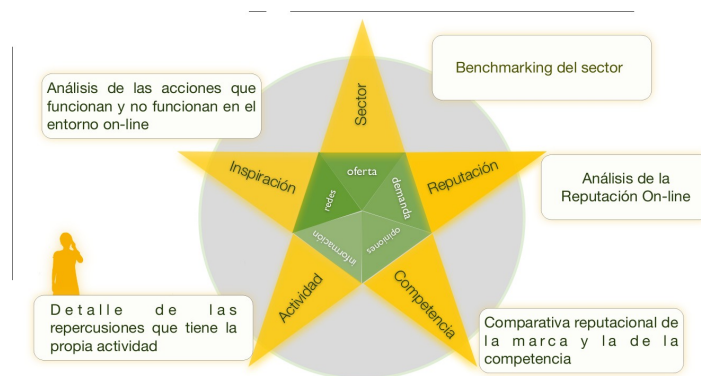 Benchmarking del sector
Análisis de las acciones que
funcionan y no funcionan en el
entorno on-line
Sector
Inspiración
Reputación
oferta
demanda
redes
opiniones
información
Análisis de la
Reputación On-line
Actividad
Competencia
Detalle de las
repercusiones que tiene la
propia actividad
Comparativa reputacional de
la marca y la de la
competencia